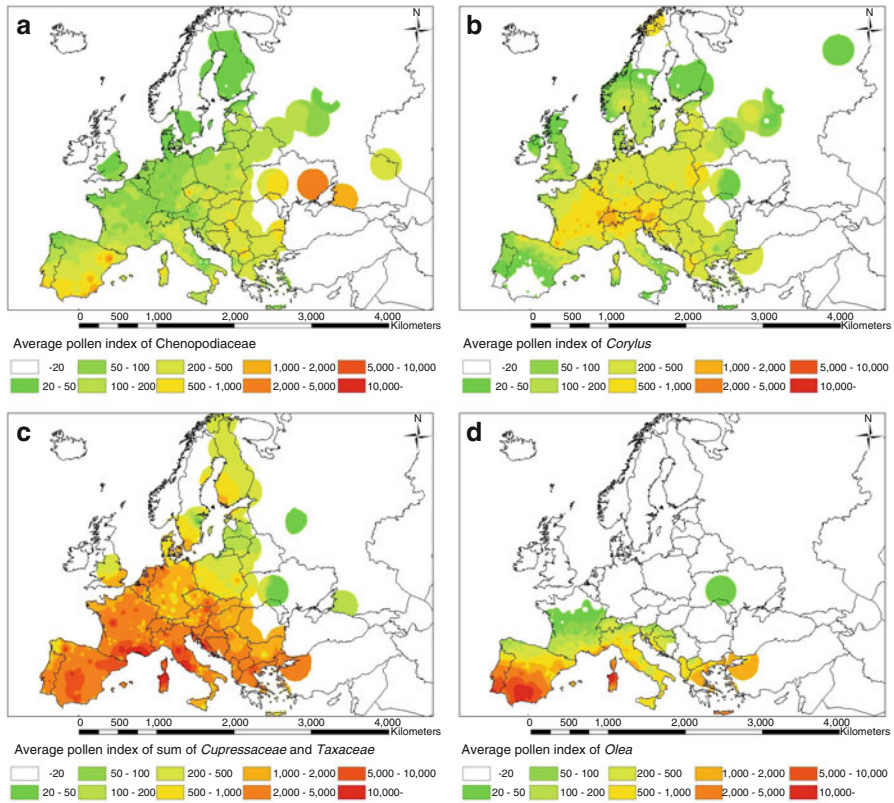 a
N
0 500 1,000 2,000 3,000 4,000
Kilometers
Average pollen index of Chenopodiaceae
-20 50 - 100 200 - 500 1,000 - 2,000 5,000 - 10,000
20 - 50 100 - 200 500 - 1,000 2,000 - 5,000 10,000-
b
N
0 500 1,000 2,000 3,000 4,000
Kilometers
Average pollen index of Corylus
-20 50 - 100 200 - 500 1,000 - 2,000 5,000 - 10,000
20 - 50 100 - 200 500 - 1,000 2,000 - 5,000 10,000-
c
N
0 500 1,000 2,000 3,000 4,000
Kilometers
Average pollen index of sum of Cupressaceae and Taxaceae
-20 50 - 100 200 - 500 1,000 - 2,000 5,000 - 10,000
20 - 50 100 - 200 500 - 1,000 2,000 - 5,000 10,000-
d
N
0 500 1,000 2,000 3,000 4,000
Kilometers
Average pollen index of Olea
-20 50 - 100 200 - 500 1,000 - 2,000 5,000 - 10,000
20 - 50 100 - 200 500 - 1,000 2,000 - 5,000 10,000-